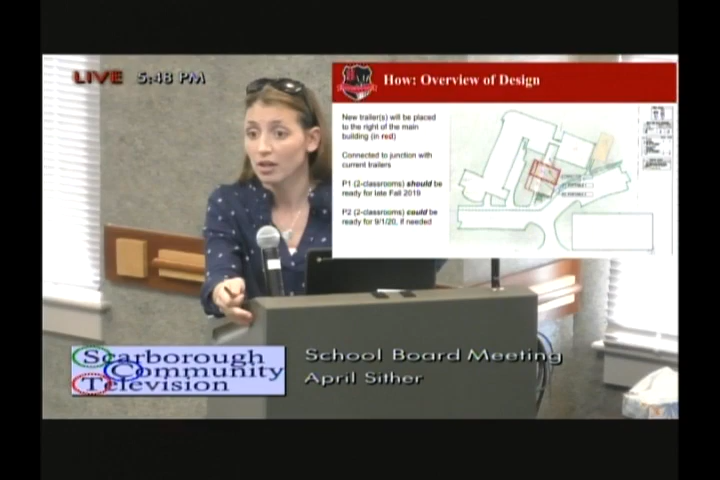 LIVE 5:48 PM
How: Overview of Design
New trailer(s) will be placed
to the right of the main
building (in red)
Connected to junction with
current trailers
P1 (2-classrooms) should be
ready for late Fall 2019
P2 (2-classrooms) could be
ready for 9/1/20, if needed
Scarborough
Community
Television
School Board Meeting
April Sither